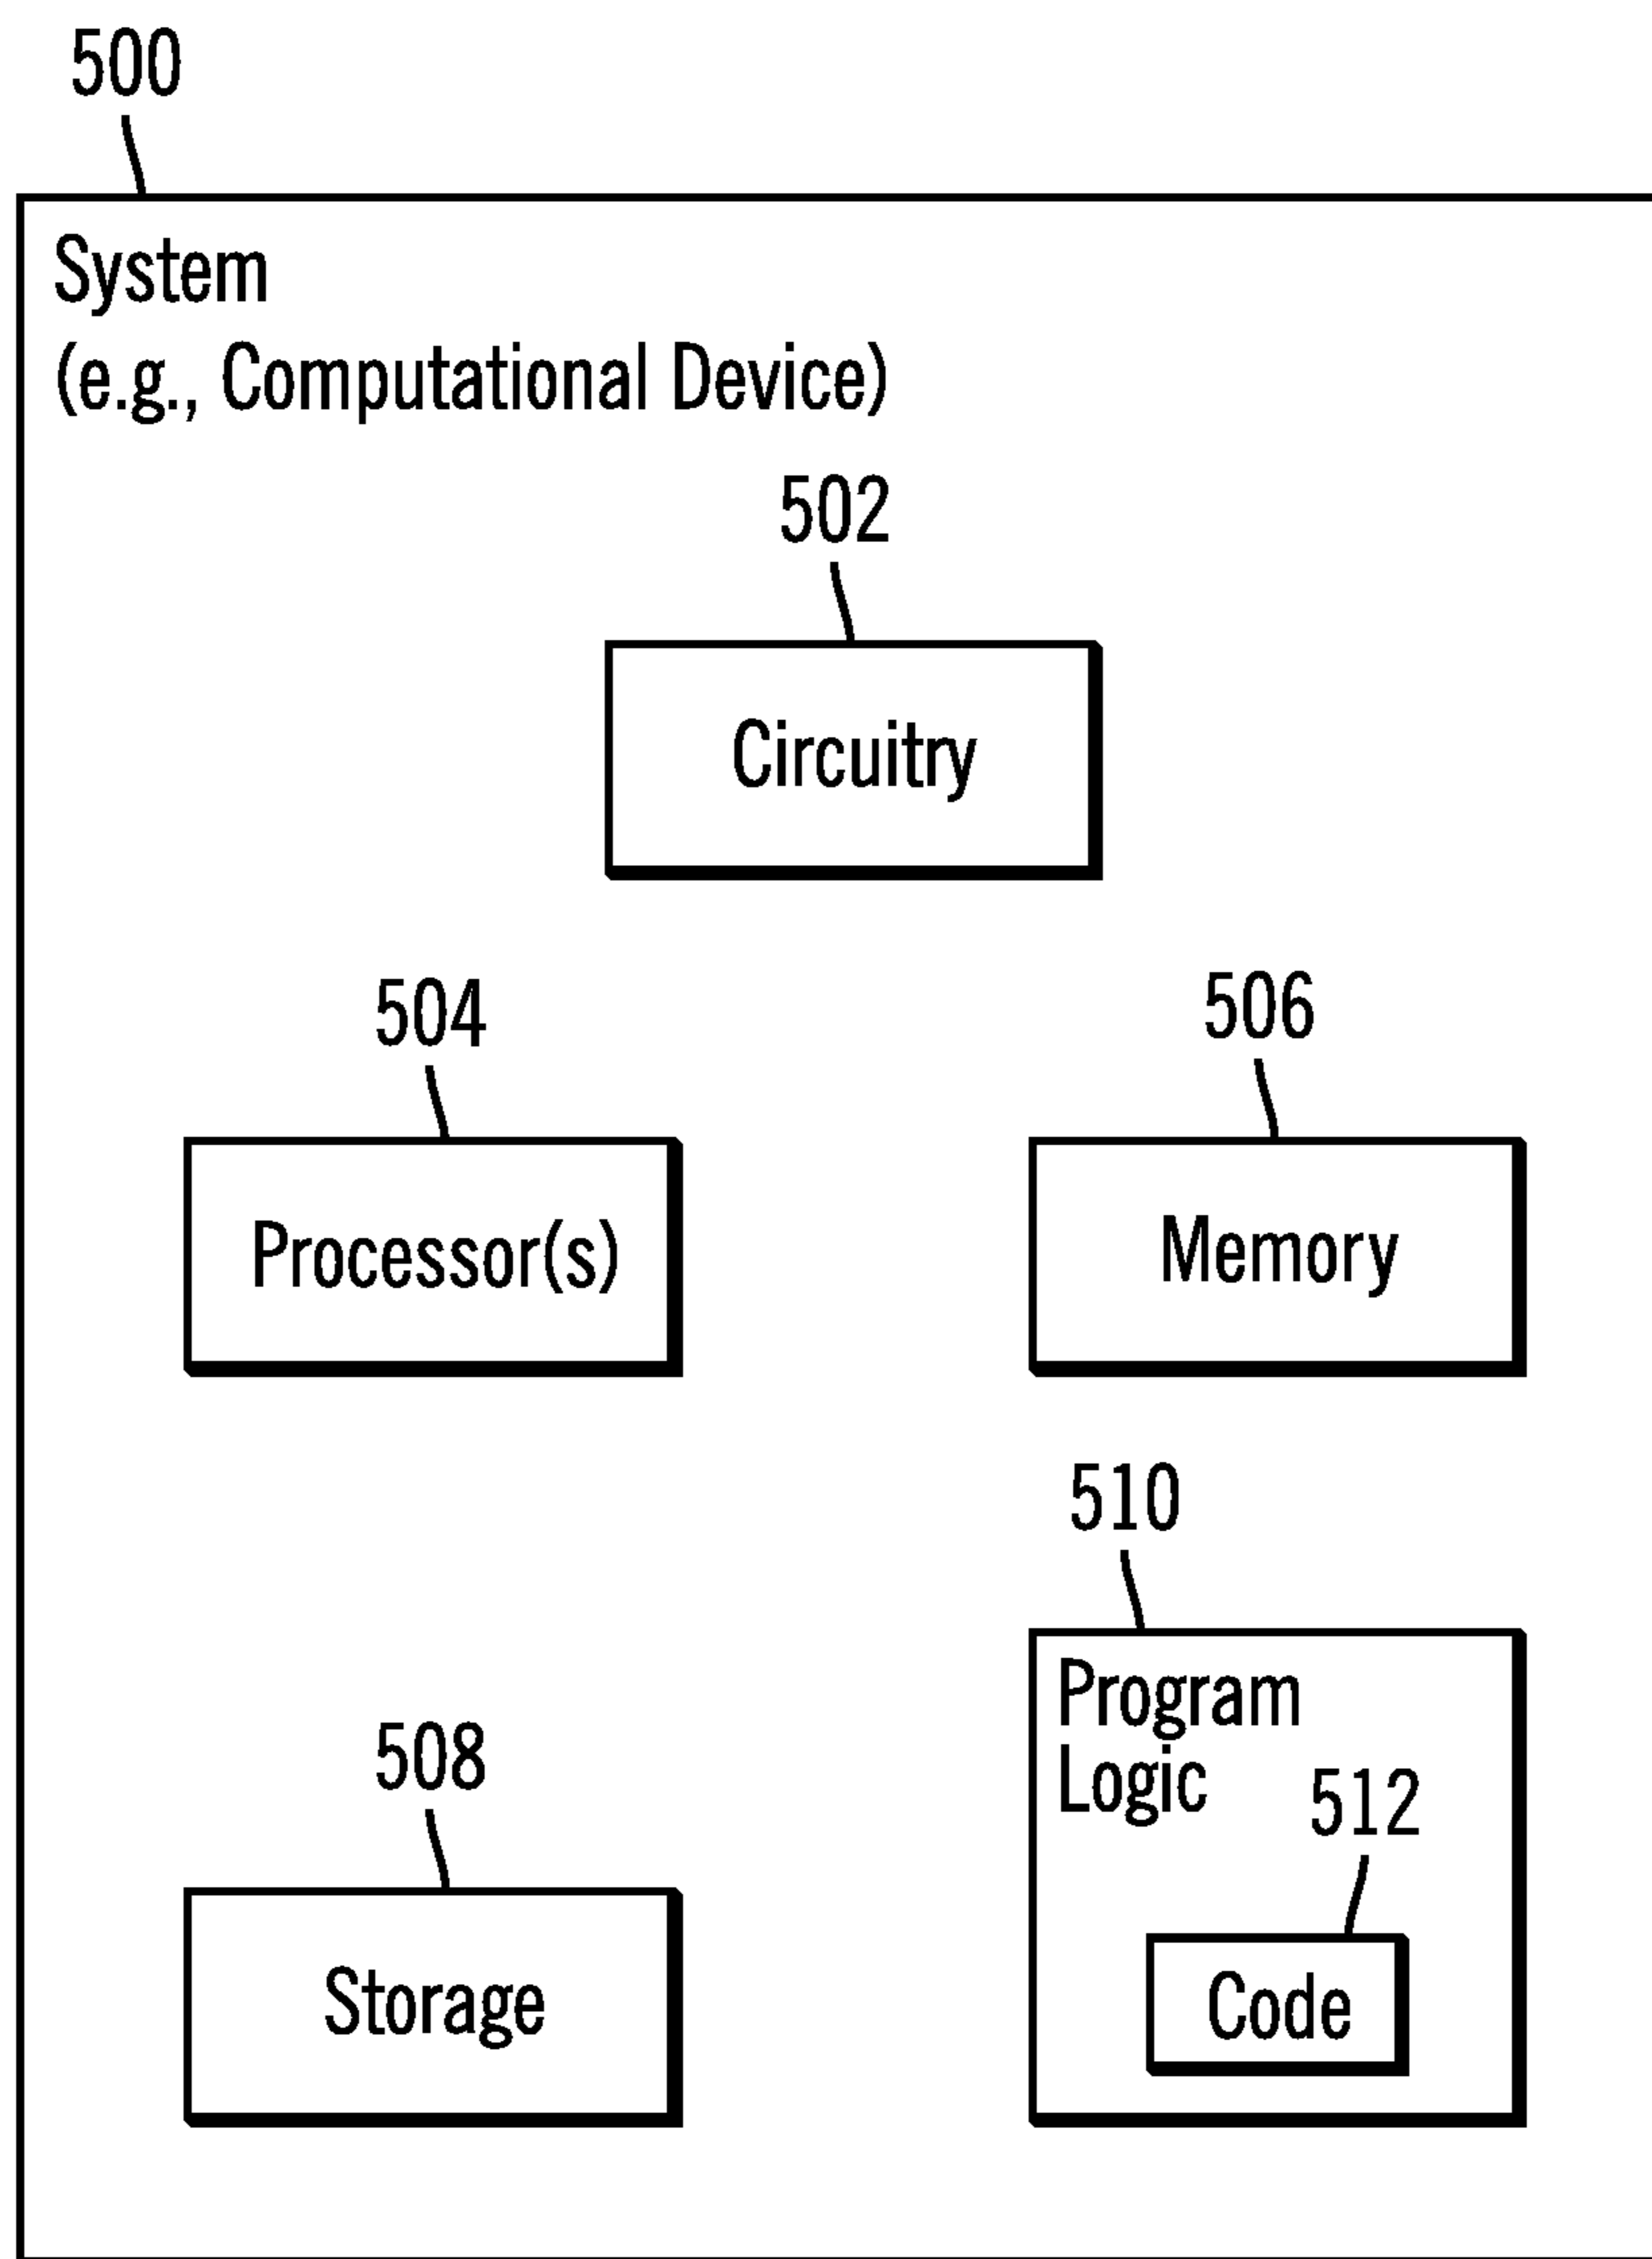 500
System
(e.g., Computational Device)
502
Circuitry
504
506
Processor(s)
Memory
510
Program
Logic
508
512
Storage
Code